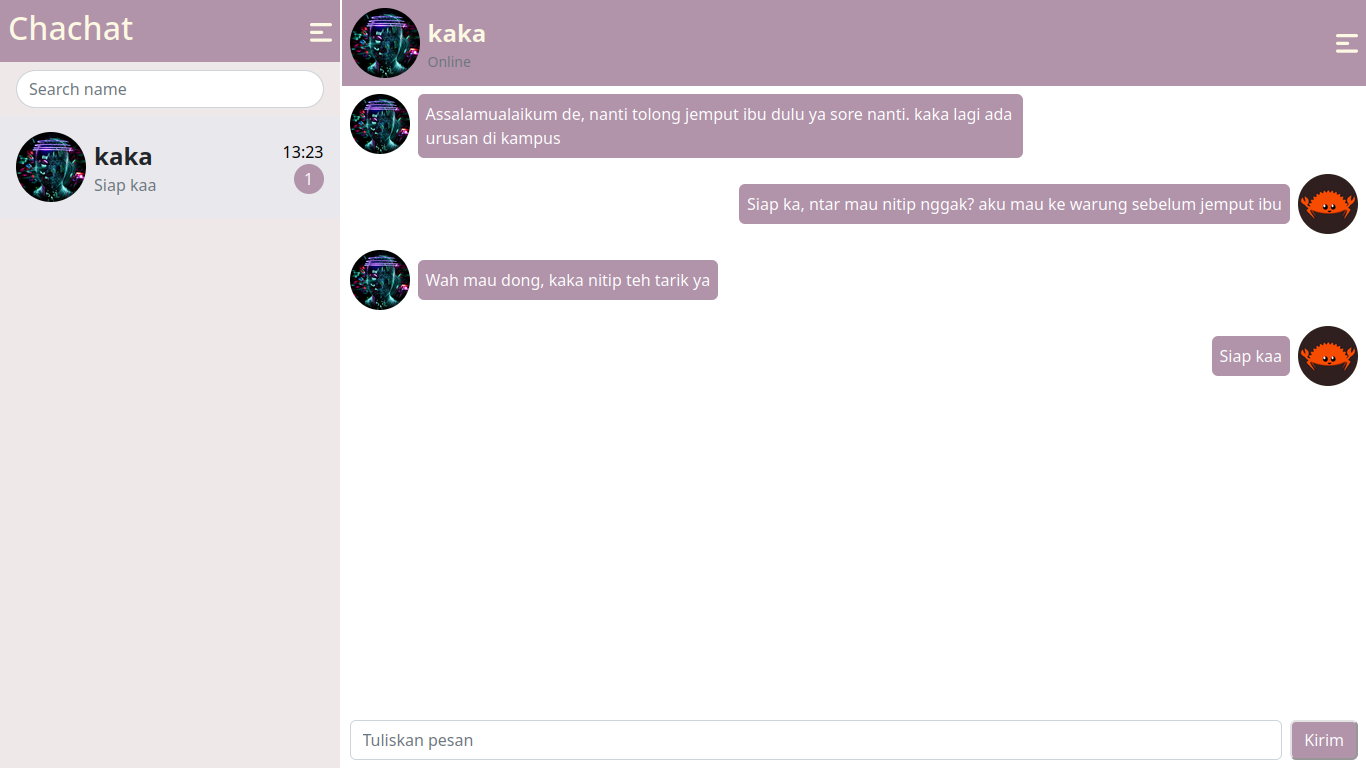 Chachat
Search name
kaka
13:23
Siap kaa
1
kaka
Online
Assalamualaikum de, nanti tolong jemput ibu dulu ya sore nanti. kaka lagi ada
urusan di kampus
Siap ka, ntar mau nitip nggak? aku mau ke warung sebelum jemput ibu
Wah mau dong, kaka nitip teh tarik ya
Siap kaa
Tuliskan pesan
Kirim